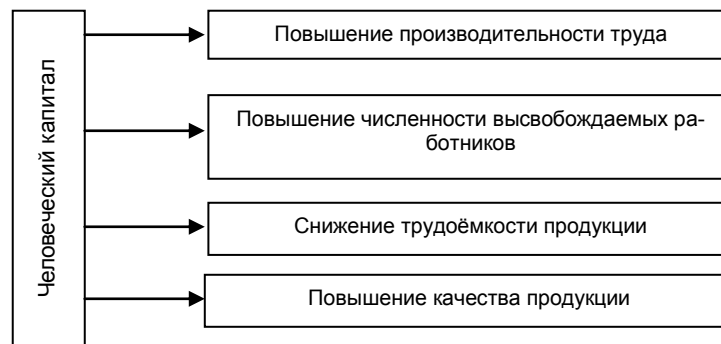 Человеческий капитал
Повышение производительности труда
Повышение численности высвобождаемых ра-
ботников
Снижение трудоёмкости продукции
Повышение качества продукции